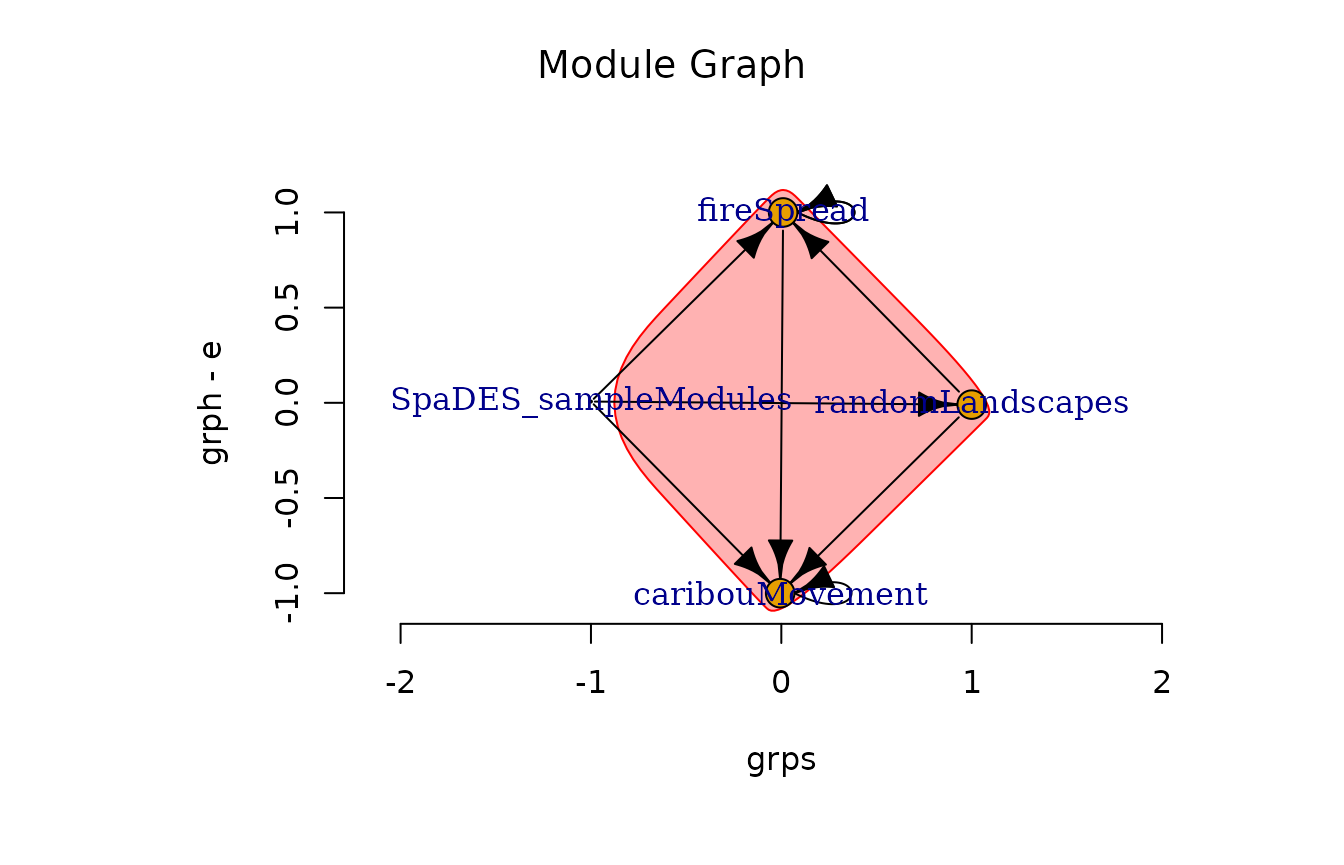 Module Graph
1.0
0.5
0.0
-0.5
-1.0
grph - e
fireSpread
SpaDES_sampleModules
randomLandscapes
caribouMovement
-2
-1
0
1
2
grps